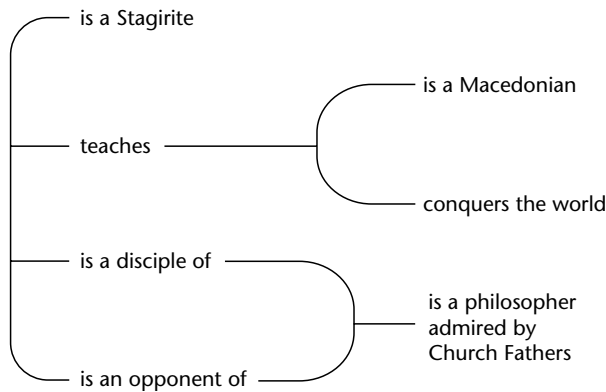 is a Stagirite
is a Macedonian
teaches
conquers the world
is a disciple of
is a philosopher
admired by
Church Fathers
is an opponent of